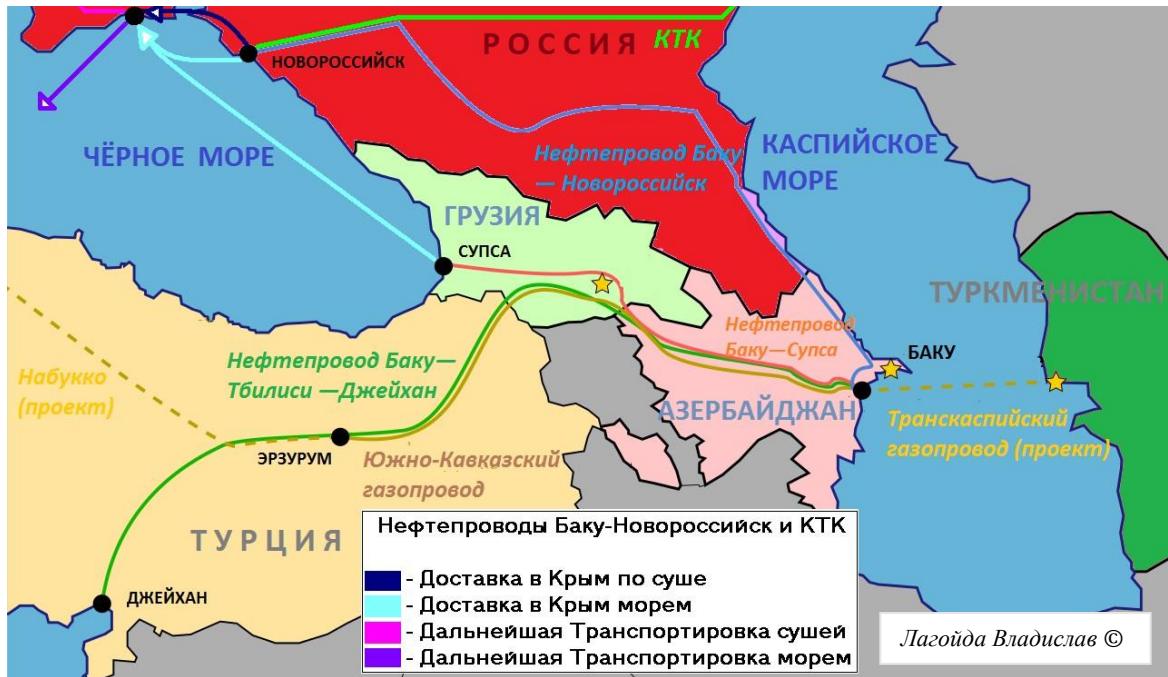 РОССИЯ
КТК
НОВОРОССИЙСК
ЧЁРНОЕ МОРЕ
Нефтепровод Баку
— Новороссийск
КАСПИЙСКОЕ
МОРЕ
ГРУЗИЯ
СУПСА
ТУРКМЕНИСТАН
Нефтепровод
Баку—Супса
БАКУ
Нефтепровод Баку—
Тбилиси —Джейхан
Набукко
(проект)
АЗЕРБАЙДЖАН
Транскаспийский
газопровод (проект)
ЭРЗУРУМ
Южно-Кавказский
газопровод
ТУРЦИЯ
ДЖЕЙХАН
Нефтепроводы Баку-Новороссийск и КТК
- Доставка в Крым по суше
- Доставка в Крым морем
- Дальнейшая Транспортировка сушей
- Дальнейшая Транспортировка морем
Лагойда Владислав ©